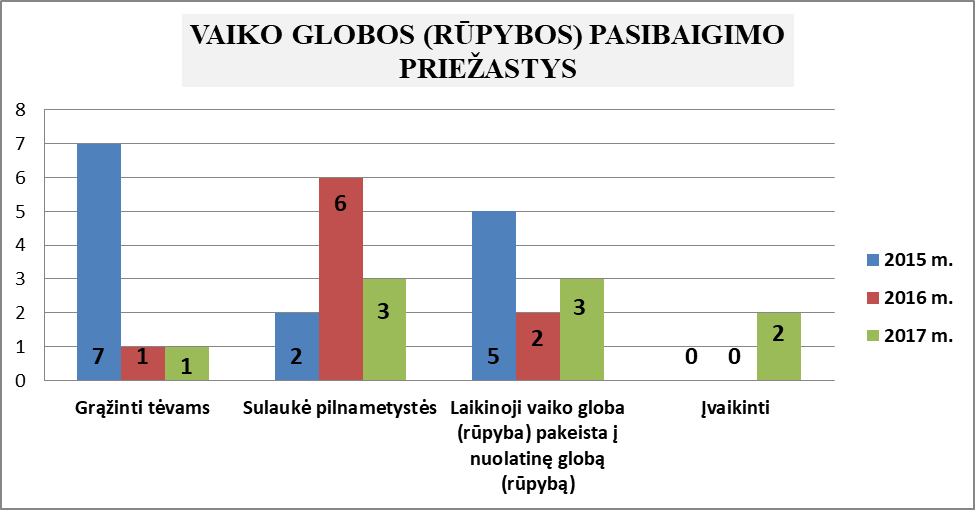 VAIKO GLOBOS (RŪPYBOS) PASIBAIGIMO
PRIEŽASTYS
8
7
6
5
4
3
2
1
0
7
1
1
2
6
3
5
2
3
0
0
2
Grąžinti tėvams
Sulaukė pilnametystės
Laikinoji vaiko globa
(rūpyba) pakeista į
nuolatinę globą
(rūpybą)
Įvaikinti
2015 m.
2016 m.
2017 m.